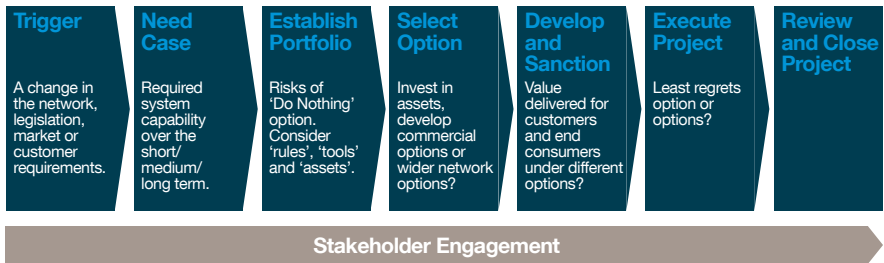 Trigger
A change in
the network,
legislation,
market or
customer
requirements.
Need
Case
Required
system
capability
over the
short/
medium/
long term.
Establish
Portfolio
Risks of
‘Do Nothing’
option.
Consider
‘rules’, ‘tools’
and ‘assets’.
Select
Option
Invest in
assets,
develop
commercial
options or
wider network
options?
Develop
and
Sanction
Value
delivered for
customers
and end
consumers
under different
options?
Execute
Project
Least regrets
option or
options?
Review
and Close
Project
Stakeholder Engagement